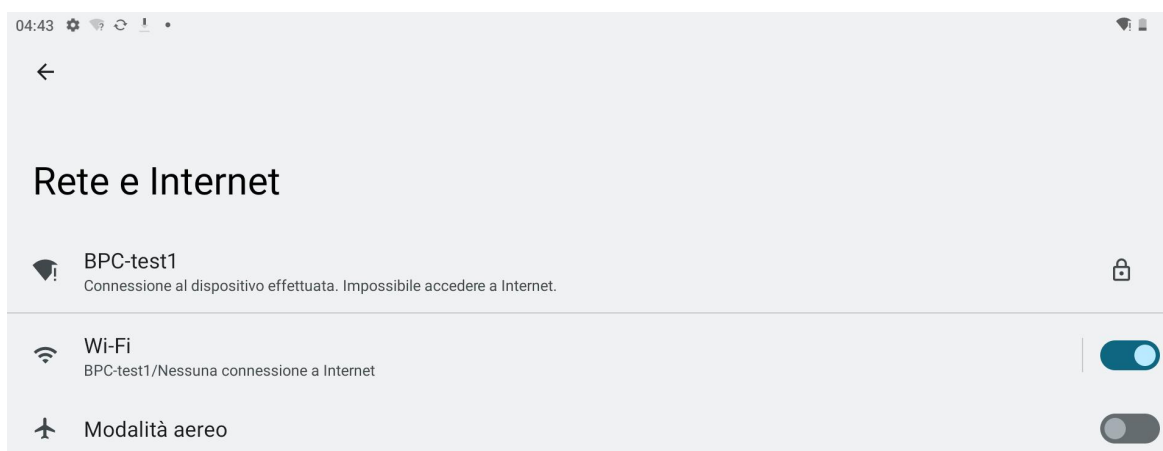 04:43
Rete e Internet
BPC-test1
Connessione al dispositivo effettuata. Impossibile accedere a Internet.
Wi-Fi
BPC-test1/Nessuna connessione a Internet
Modalità aereo